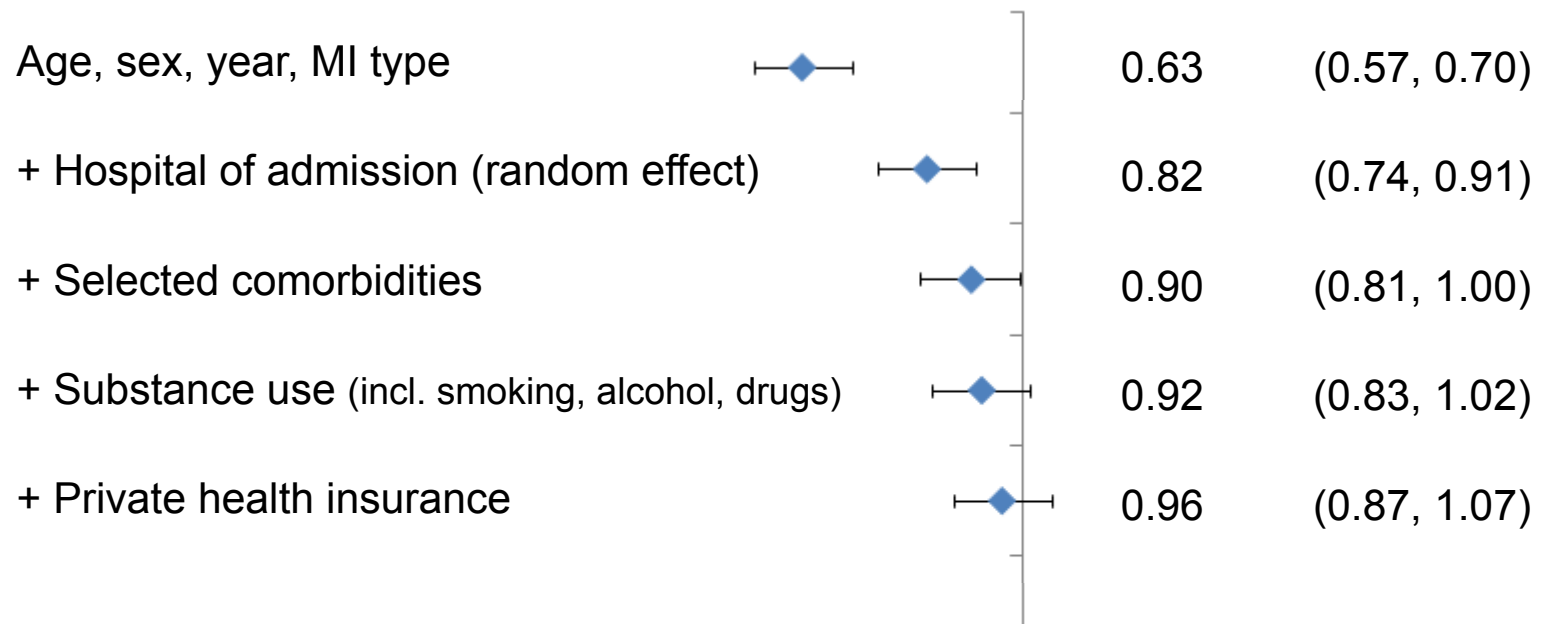 Age, sex, year, MI type 0.63 (0.57, 0.70)
+ Hospital of admission (random effect) 0.82 (0.74, 0.91)
+ Selected comorbidities 0.90 (0.81, 1.00)
+ Substance use (incl. smoking, alcohol, drugs) 0.92 (0.83, 1.02)
+ Private health insurance 0.96 (0.87, 1.07)